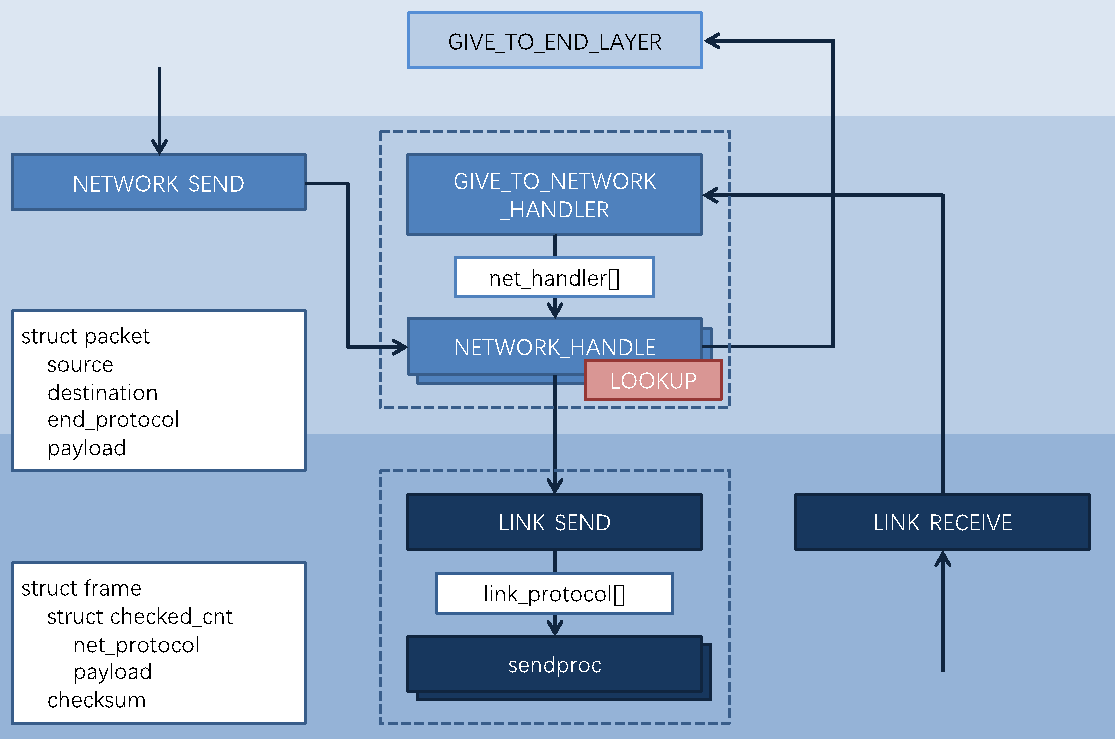 GIVE_TO_END_LAYER
NETWORK SEND
GIVE_TO_NETWORK
_HANDLER
net_handler[]
NETWORK_HANDLE
LOOKUP
struct packet
source
destination
end_protocol
payload
LINK SEND
LINK RECEIVE
link_protocol[]
sendproc
struct frame
struct checked_cnt
net_protocol
payload
checksum